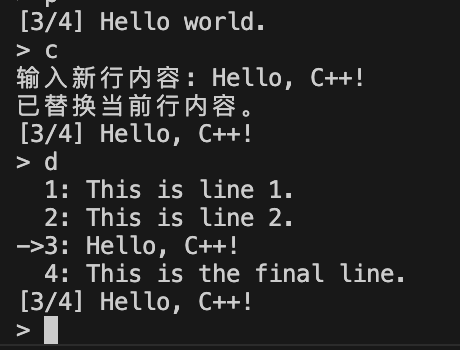 [3/4] Hello world.
> c
输入新行内容: Hello, C++!
已替换当前行内容。
[3/4] Hello, C++!
> d
  1: This is line 1.
  2: This is line 2.
->3: Hello, C++!
  4: This is the final line.
[3/4] Hello, C++!
>